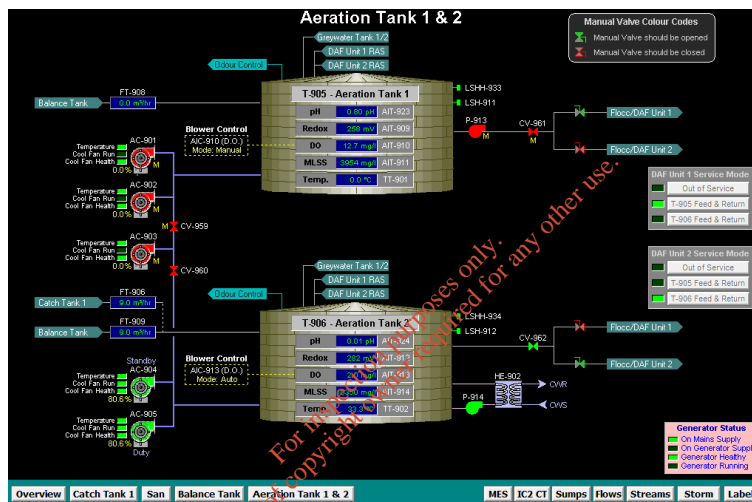 Aeration Tank 1 & 2
Manual Valve Colour Codes
Manual Valve should be opened
Manual Valve should be closed
Greywater Tank 1/2
DAF Unit 1 RAS
DAF Unit 2 RAS
Odour Control
FT-908
Balance Tank
0.0 m³/hr
T-905 - Aeration Tank 1
pH 0.80 pH AIT-923
Redox 258 mV AIT-909
DO 12.7 mg/l AIT-910
MLSS 3954 mg/l AIT-911
Temp. 0.0 ºC TT-901
LSHH-933
LSH-911
P-913
M
CV-961
M
Flocc/DAF Unit 1
Flocc/DAF Unit 2
Blower Control
AIC-910 (D.O.)
Mode: Manual
AC-901
Temperature
Cool Fan Run
Cool Fan Health
0.0%
M
AC-902
Temperature
Cool Fan Run
Cool Fan Health
0.0%
M
M
CV-959
AC-903
Temperature
Cool Fan Run
Cool Fan Health
0.0%
M
CV-960
DAF Unit 1 Service Mode
Out of Service
T-905 Feed & Return
T-906 Feed & Return
DAF Unit 2 Service Mode
Out of Service
T-905 Feed & Return
T-906 Feed & Return
Greywater Tank 1/2
DAF Unit 1 RAS
DAF Unit 2 RAS
Odour Control
FT-906
Catch Tank 1
9.0 m³/hr
FT-909
Balance Tank
9.0 m³/hr
T-906 - Aeration Tank 2
pH 0.01 pH
Redox 282 mV
DO
MLSS AIT-914
Temp. TT-902
LSHH-934
LSH-912
CV-962
Flocc/DAF Unit 1
Flocc/DAF Unit 2
Blower Control
AIC-913 (D.O.)
Mode: Auto
Standby
AC-904
Temperature
Cool Fan Run
Cool Fan Health
80.6%
AC-905
Temperature
Cool Fan Run
Cool Fan Health
80.6%
Duty
HE-902
CWR
CWS
P-914
Generator Status
On Mains Supply
On Generator Suppl
Generator Healthy
Generator Running
For inspection purposes only.
of copyright owner required for any other use.
Overview Catch Tank 1 San Balance Tank Aeration Tank 1 & 2 MES IC2 CT Sumps Flows Streams Storm Label